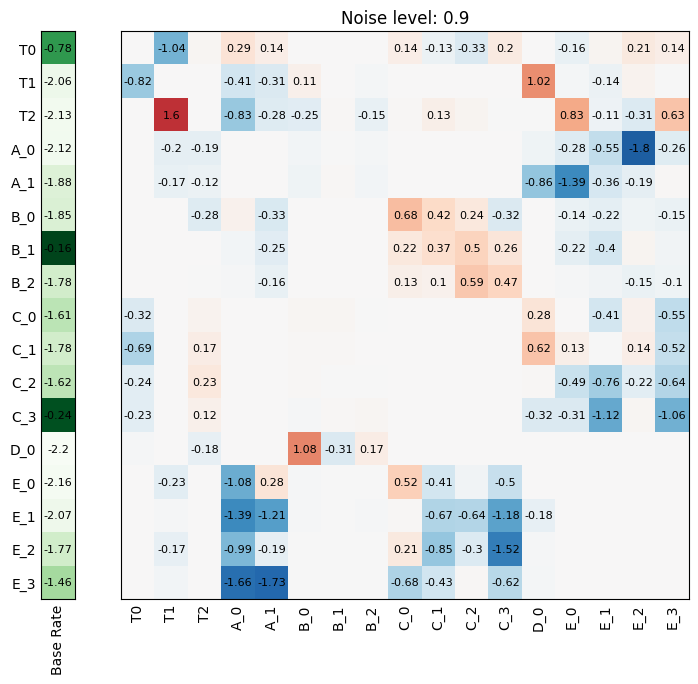 Noise level: 0.9
T0 -0.78 -1.04 0.29 0.14 0.14 -0.13 -0.33 0.2 -0.16 0.21 0.14
T1 -2.06 -0.82 -0.41 -0.31 0.11 1.02 -0.14
T2 -2.13 1.6 -0.83 -0.28 -0.25 -0.15 0.13 0.83 -0.11 -0.31 0.63
A_0 -2.12 -0.2 -0.19 -0.28 -0.55 -1.8 -0.26
A_1 -1.88 -0.17 -0.12 -0.86 -1.39 -0.36 -0.19
B_0 -1.85 -0.28 -0.33 0.68 0.42 0.24 -0.32 -0.14 -0.22 -0.15
B_1 -0.16 -0.25 0.22 0.37 0.5 0.26 -0.22 -0.4
B_2 -1.78 -0.16 0.13 0.1 0.59 0.47 -0.15 -0.1
C_0 -1.61 -0.32 0.28 -0.41 -0.55
C_1 -1.78 -0.69 0.17 0.62 0.13 0.14 -0.52
C_2 -1.62 -0.24 0.23 -0.49 -0.76 -0.22 -0.64
C_3 -0.24 -0.23 0.12 -0.32 -0.31 -1.12 -1.06
D_0 -2.2 -0.18 1.08 -0.31 0.17
E_0 -2.16 -0.23 -1.08 0.28 0.52 -0.41 -0.5
E_1 -2.07 -1.39 -1.21 -0.67 -0.64 -1.18 -0.18
E_2 -1.77 -0.17 -0.99 -0.19 0.21 -0.85 -0.3 -1.52
E_3 -1.46 -1.66 -1.73 -0.68 -0.43 -0.62
Base Rate T0 T1 T2 A_0 A_1 B_0 B_1 B_2 C_0 C_1 C_2 C_3 D_0 E_0 E_1 E_2 E_3